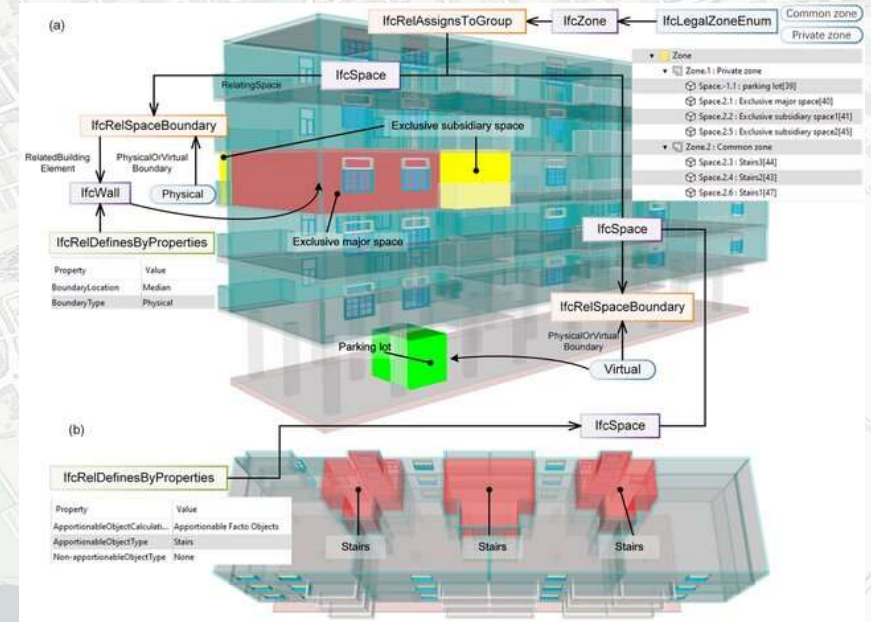 (a)
IfcRelAssignsToGroup
IfcZone
IfcLegalZoneEnum
Common zone
Private zone
RelatingSpace
IfcSpace
Zone
Zone.1 : Private zone
Space.-1.1 : parking lot[39]
Space.2.1 : Exclusive major space[40]
Space.2.2 : Exclusive subsidiary space1[41]
Space.2.5 : Exclusive subsidiary space2[45]
Zone.2 : Common zone
Space.2.3 : Stairs3[44]
Space.2.4 : Stairs2[43]
Space.2.6 : Stairs1[47]
IfcRelSpaceBoundary
Exclusive subsidiary space
RelatedBuilding
Element
PhysicalOrVirtual
Boundary
IfcWall
Physical
IfcRelDefinesByProperties
Exclusive major space
IfcSpace
Property Value
BoundaryLocation Median
BoundaryType Physical
IfcRelSpaceBoundary
PhysicalOrVirtual
Boundary
Parking lot
Virtual
(b)
IfcSpace
IfcRelDefinesByProperties
Property Value
ApportionableObjectCalculati... Apportionable Facto Objects
ApportionableObjectType Stairs
Non-apportionableObjectType None
Stairs
Stairs
Stairs